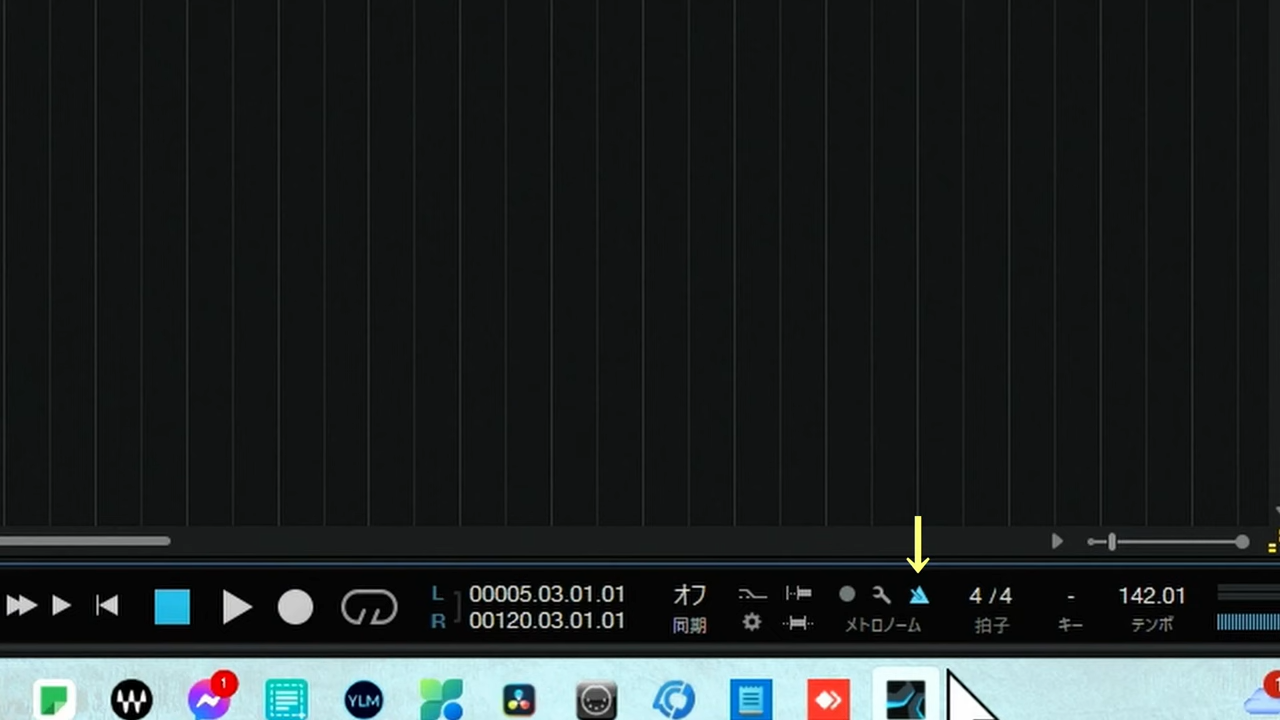 L 00005.03.01.01
R 00120.03.01.01
オフ
同期
メトロノーム
4 / 4
拍子
-
キー
142.01
テンポ
1
YLM
1